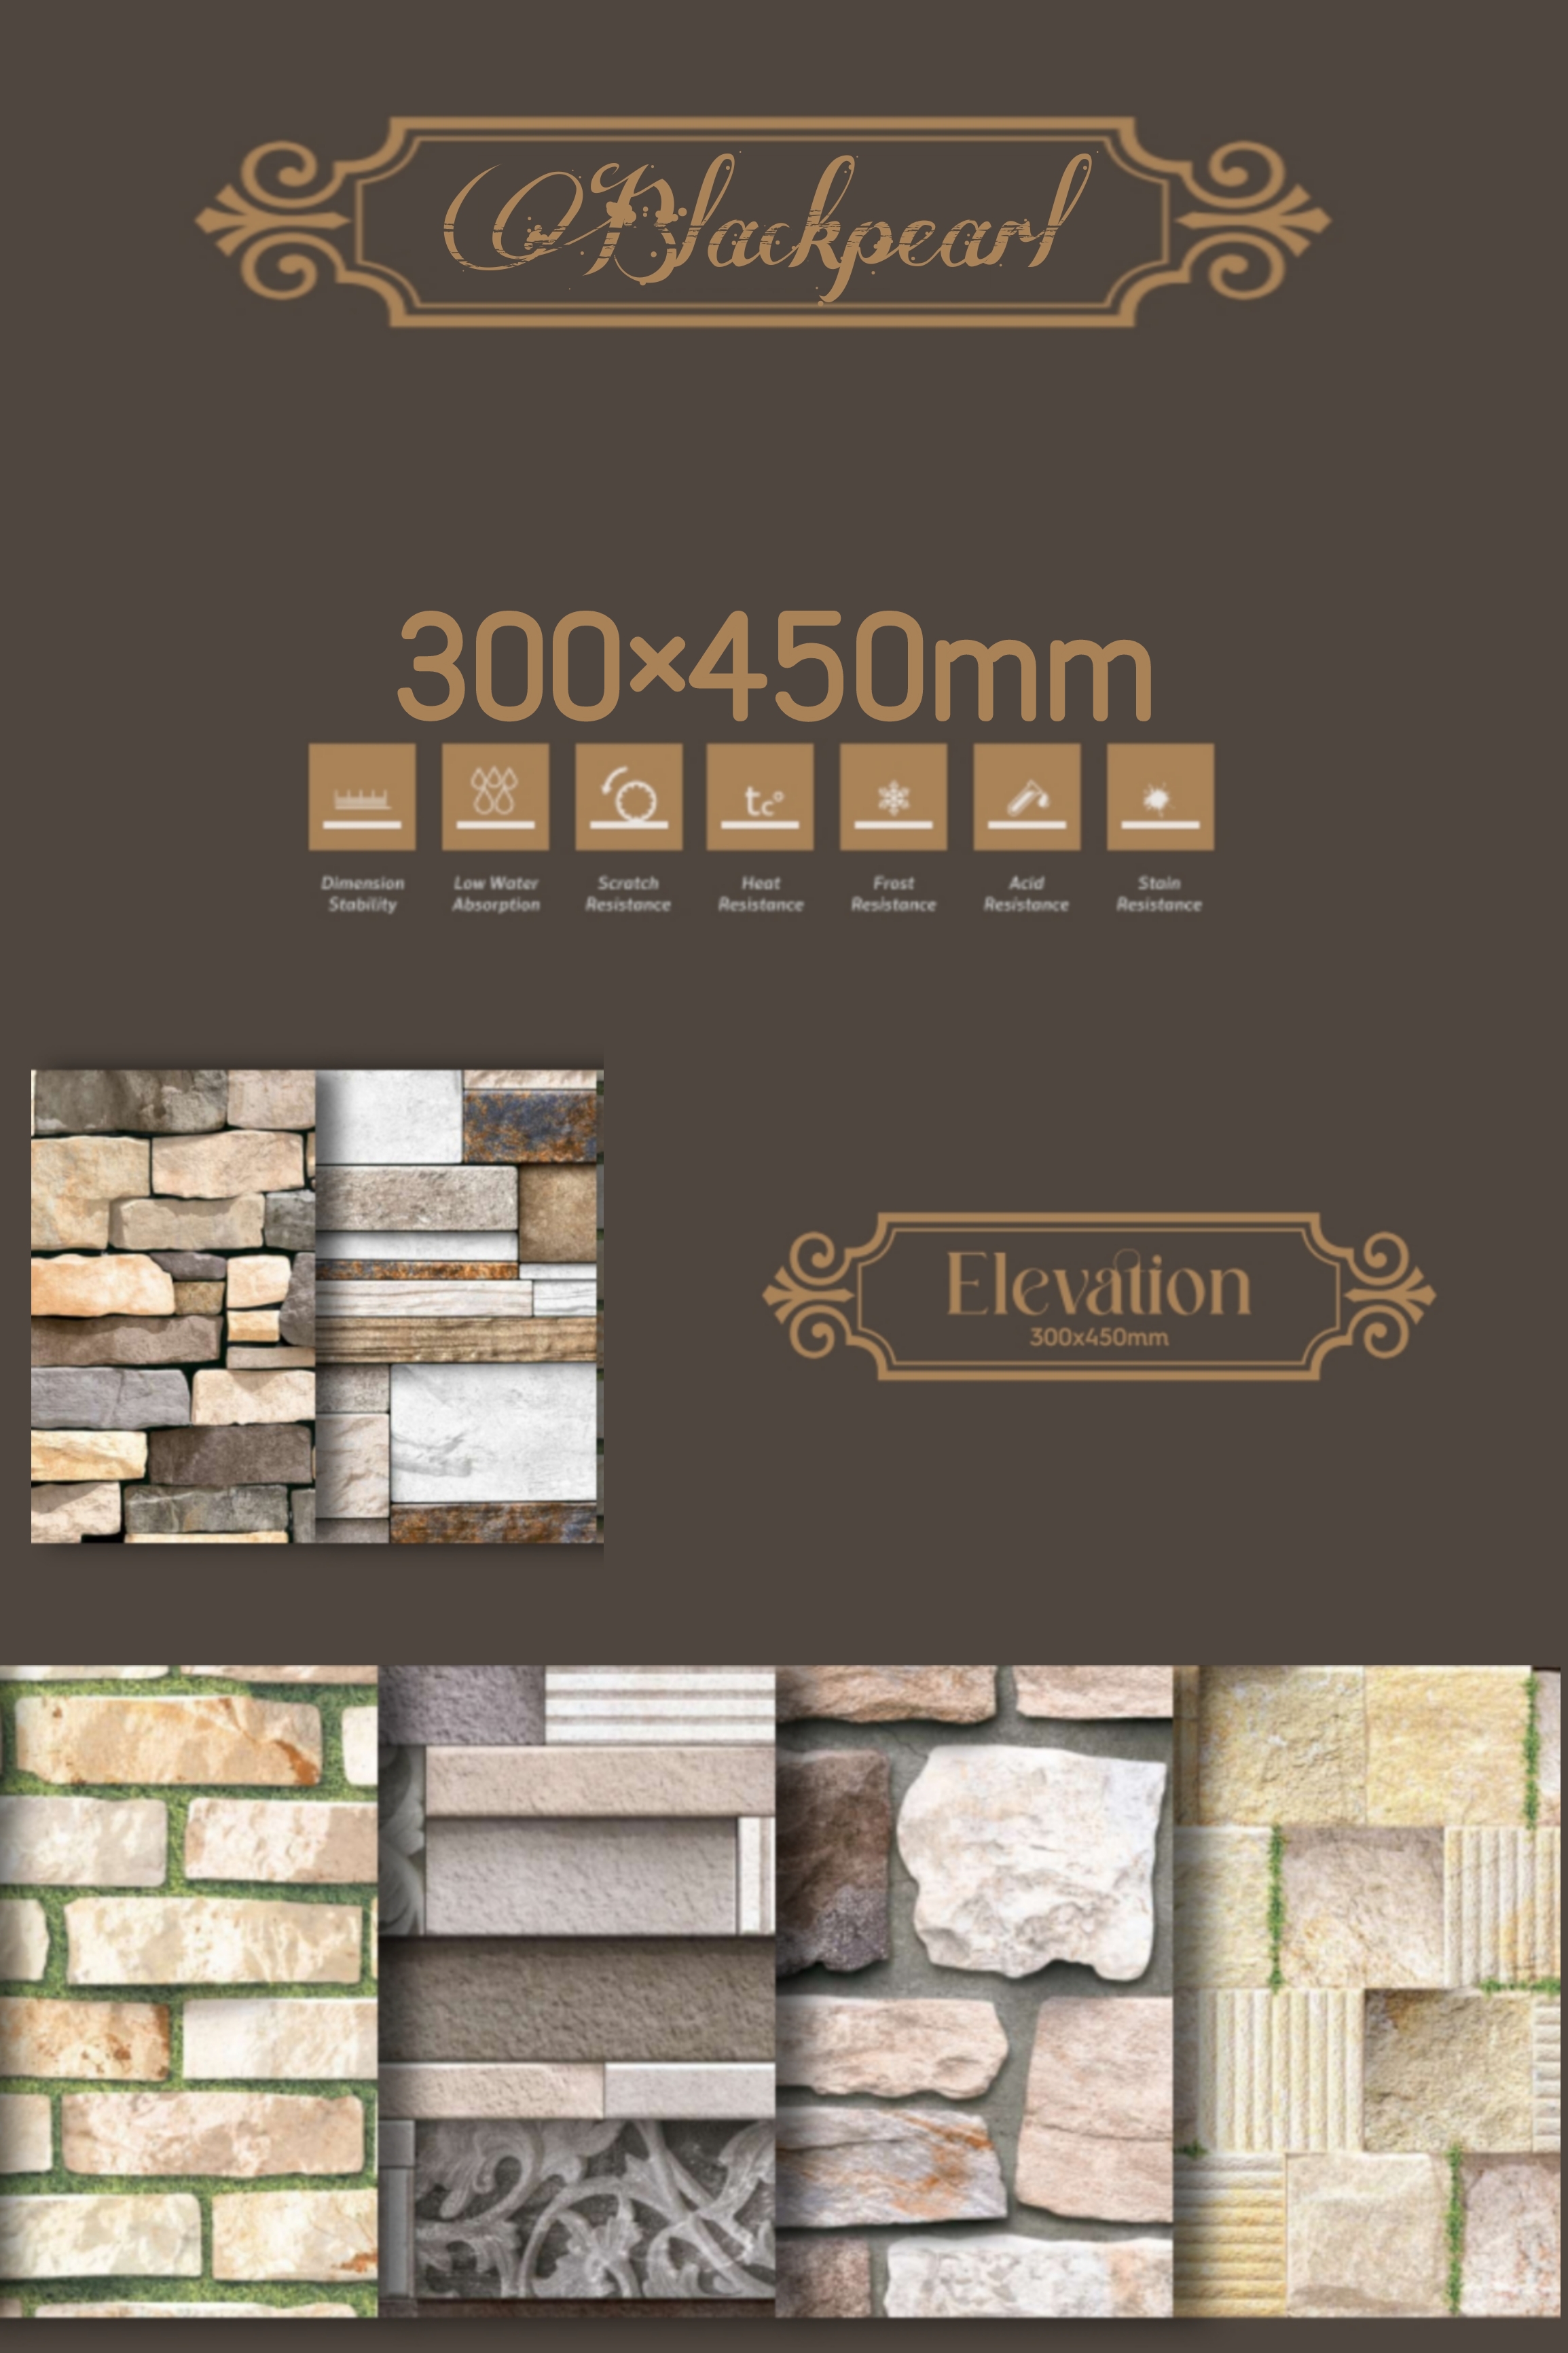 Blackpearl
300×450mm
tc°
Dimension Stability
Low Water Absorption
Scratch Resistance
Heat Resistance
Frost Resistance
Acid Resistance
Stain Resistance
Elevation
300x450mm